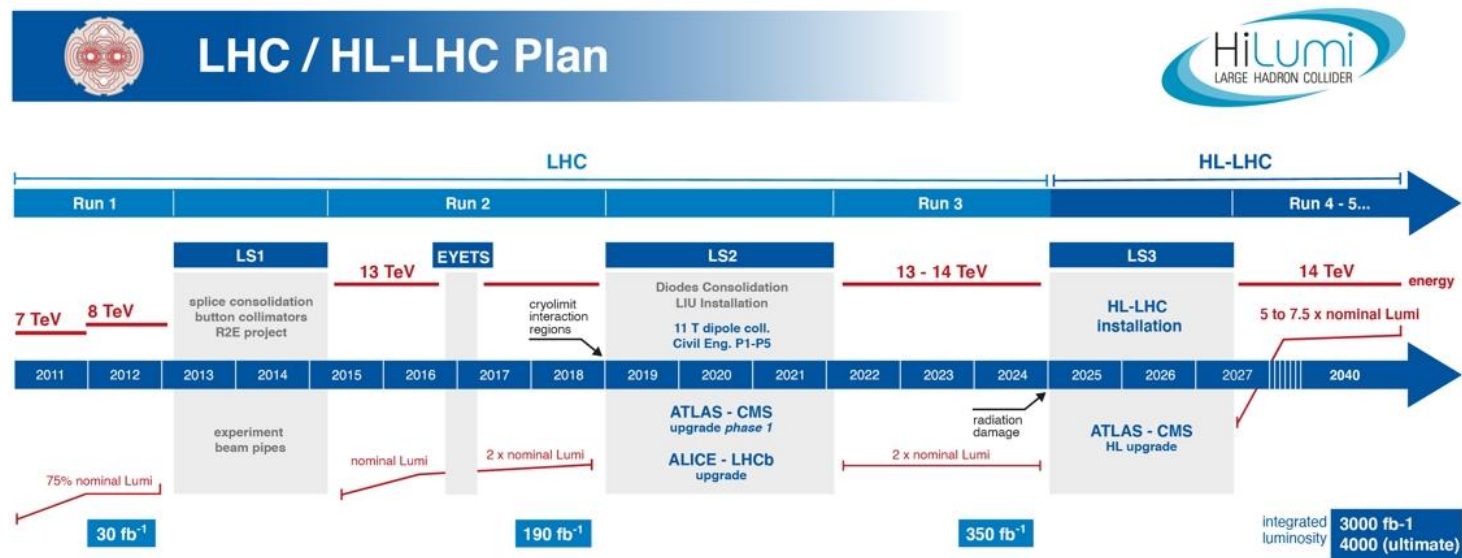 LHC / HL-LHC Plan
HiLumi
LARGE HADRON COLLIDER
LHC
HL-LHC
Run 1
Run 2
Run 3
Run 4 - 5...
LS1
EYETS
LS2
LS3
13 TeV
13 - 14 TeV
14 TeV
energy
7 TeV
8 TeV
splice consolidation
button collimators
R2E project
cryolimit
interaction
regions
Diodes Consolidation
LIU Installation
11 T dipole coll.
Civil Eng. P1-P5
HL-LHC
installation
5 to 7.5 x nominal Lumi
2011
2012
2013
2014
2015
2016
2017
2018
2019
2020
2021
2022
2023
2024
2025
2026
2027
2040
experiment
beam pipes
ATLAS - CMS
upgrade phase 1
ALICE - LHCb
upgrade
radiation
damage
ATLAS - CMS
HL upgrade
75% nominal Lumi
nominal Lumi
2 x nominal Lumi
2 x nominal Lumi
30 fb⁻¹
190 fb⁻¹
350 fb⁻¹
integrated
luminosity
3000 fb-1
4000 (ultimate)